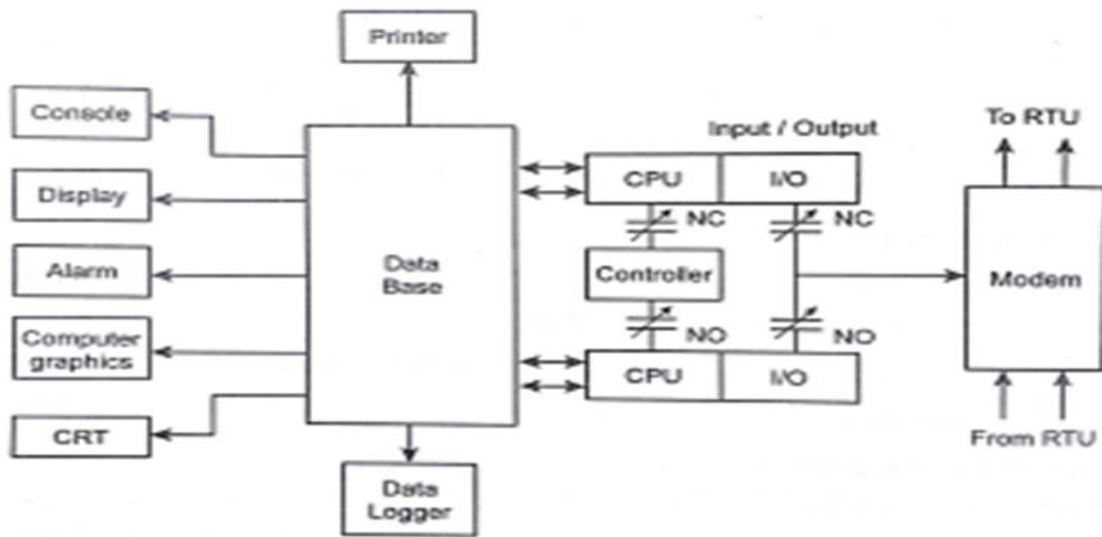 Printer
Console
To RTU
Input / Output
CPU
I/O
Display
NC
NC
Alarm
Data
Base
Controller
Modem
Computer
graphics
NO
NO
CPU
I/O
CRT
From RTU
Data
Logger